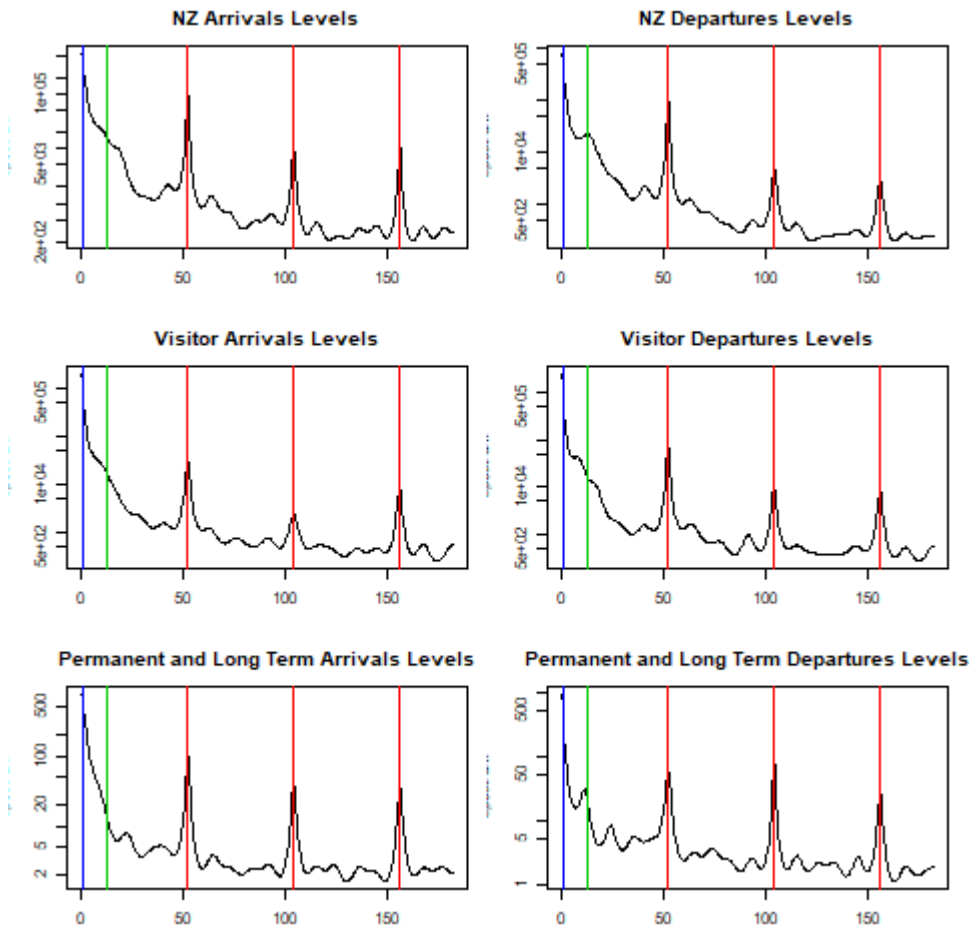 NZ Arrivals Levels
1e+05
5e+03
2e+02
0 50 100 150
NZ Departures Levels
5e+05
1e+04
5e+02
0 50 100 150
Visitor Arrivals Levels
5e+05
1e+04
5e+02
0 50 100 150
Visitor Departures Levels
5e+05
1e+04
5e+02
0 50 100 150
Permanent and Long Term Arrivals Levels
500
100
20
5
2
0 50 100 150
Permanent and Long Term Departures Levels
500
50
5
1
0 50 100 150